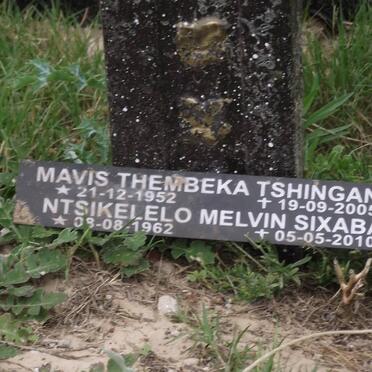 MAVIS THEMBEKA TSHINGAN
★ 21-12-1952 + 19-09-2005
NTSIKELELO MELVIN SIXABA
★ 08-08-1962 + 05-05-2010